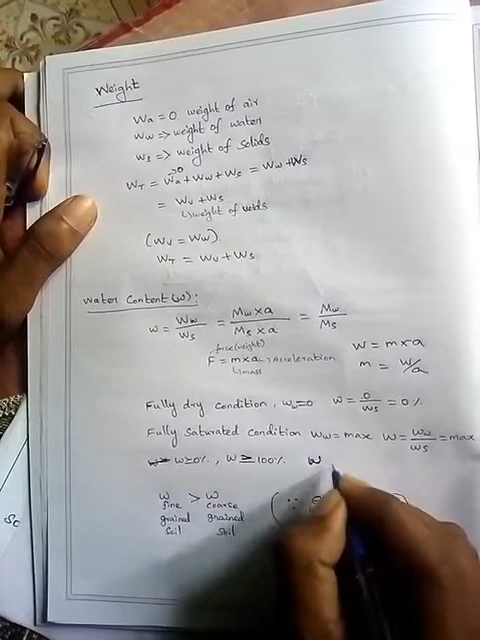 Weight
Wa = 0 weight of air
Ww => weight of water
Ws => weight of solids
WT = Wa→0 + Ww + Ws = Ww + Ws
= Wv + Ws
↳weight of voids
(Wv = Ww)
WT = Wv + Ws
Water Content (w):
w = Ww/Ws = Mw x a/Ms x a = Mw/Ms
force(weight)
F = m x a ↳Acceleration
↳mass
W = m x a
m = W/a
Fully dry condition, Ww=0 w = 0/Ws = 0%
Fully Saturated Condition Ww = max w = Ww/Ws = max
w ≥ 0%, w ≥ 100% w
w fine grained soil > w coarse grained soil (∵